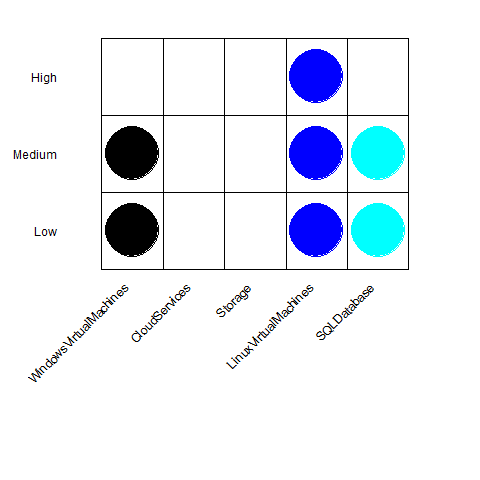 High
Medium
Low
WindowsVirtualMachines
CloudServices
Storage
LinuxVirtualMachines
SQLDatabase